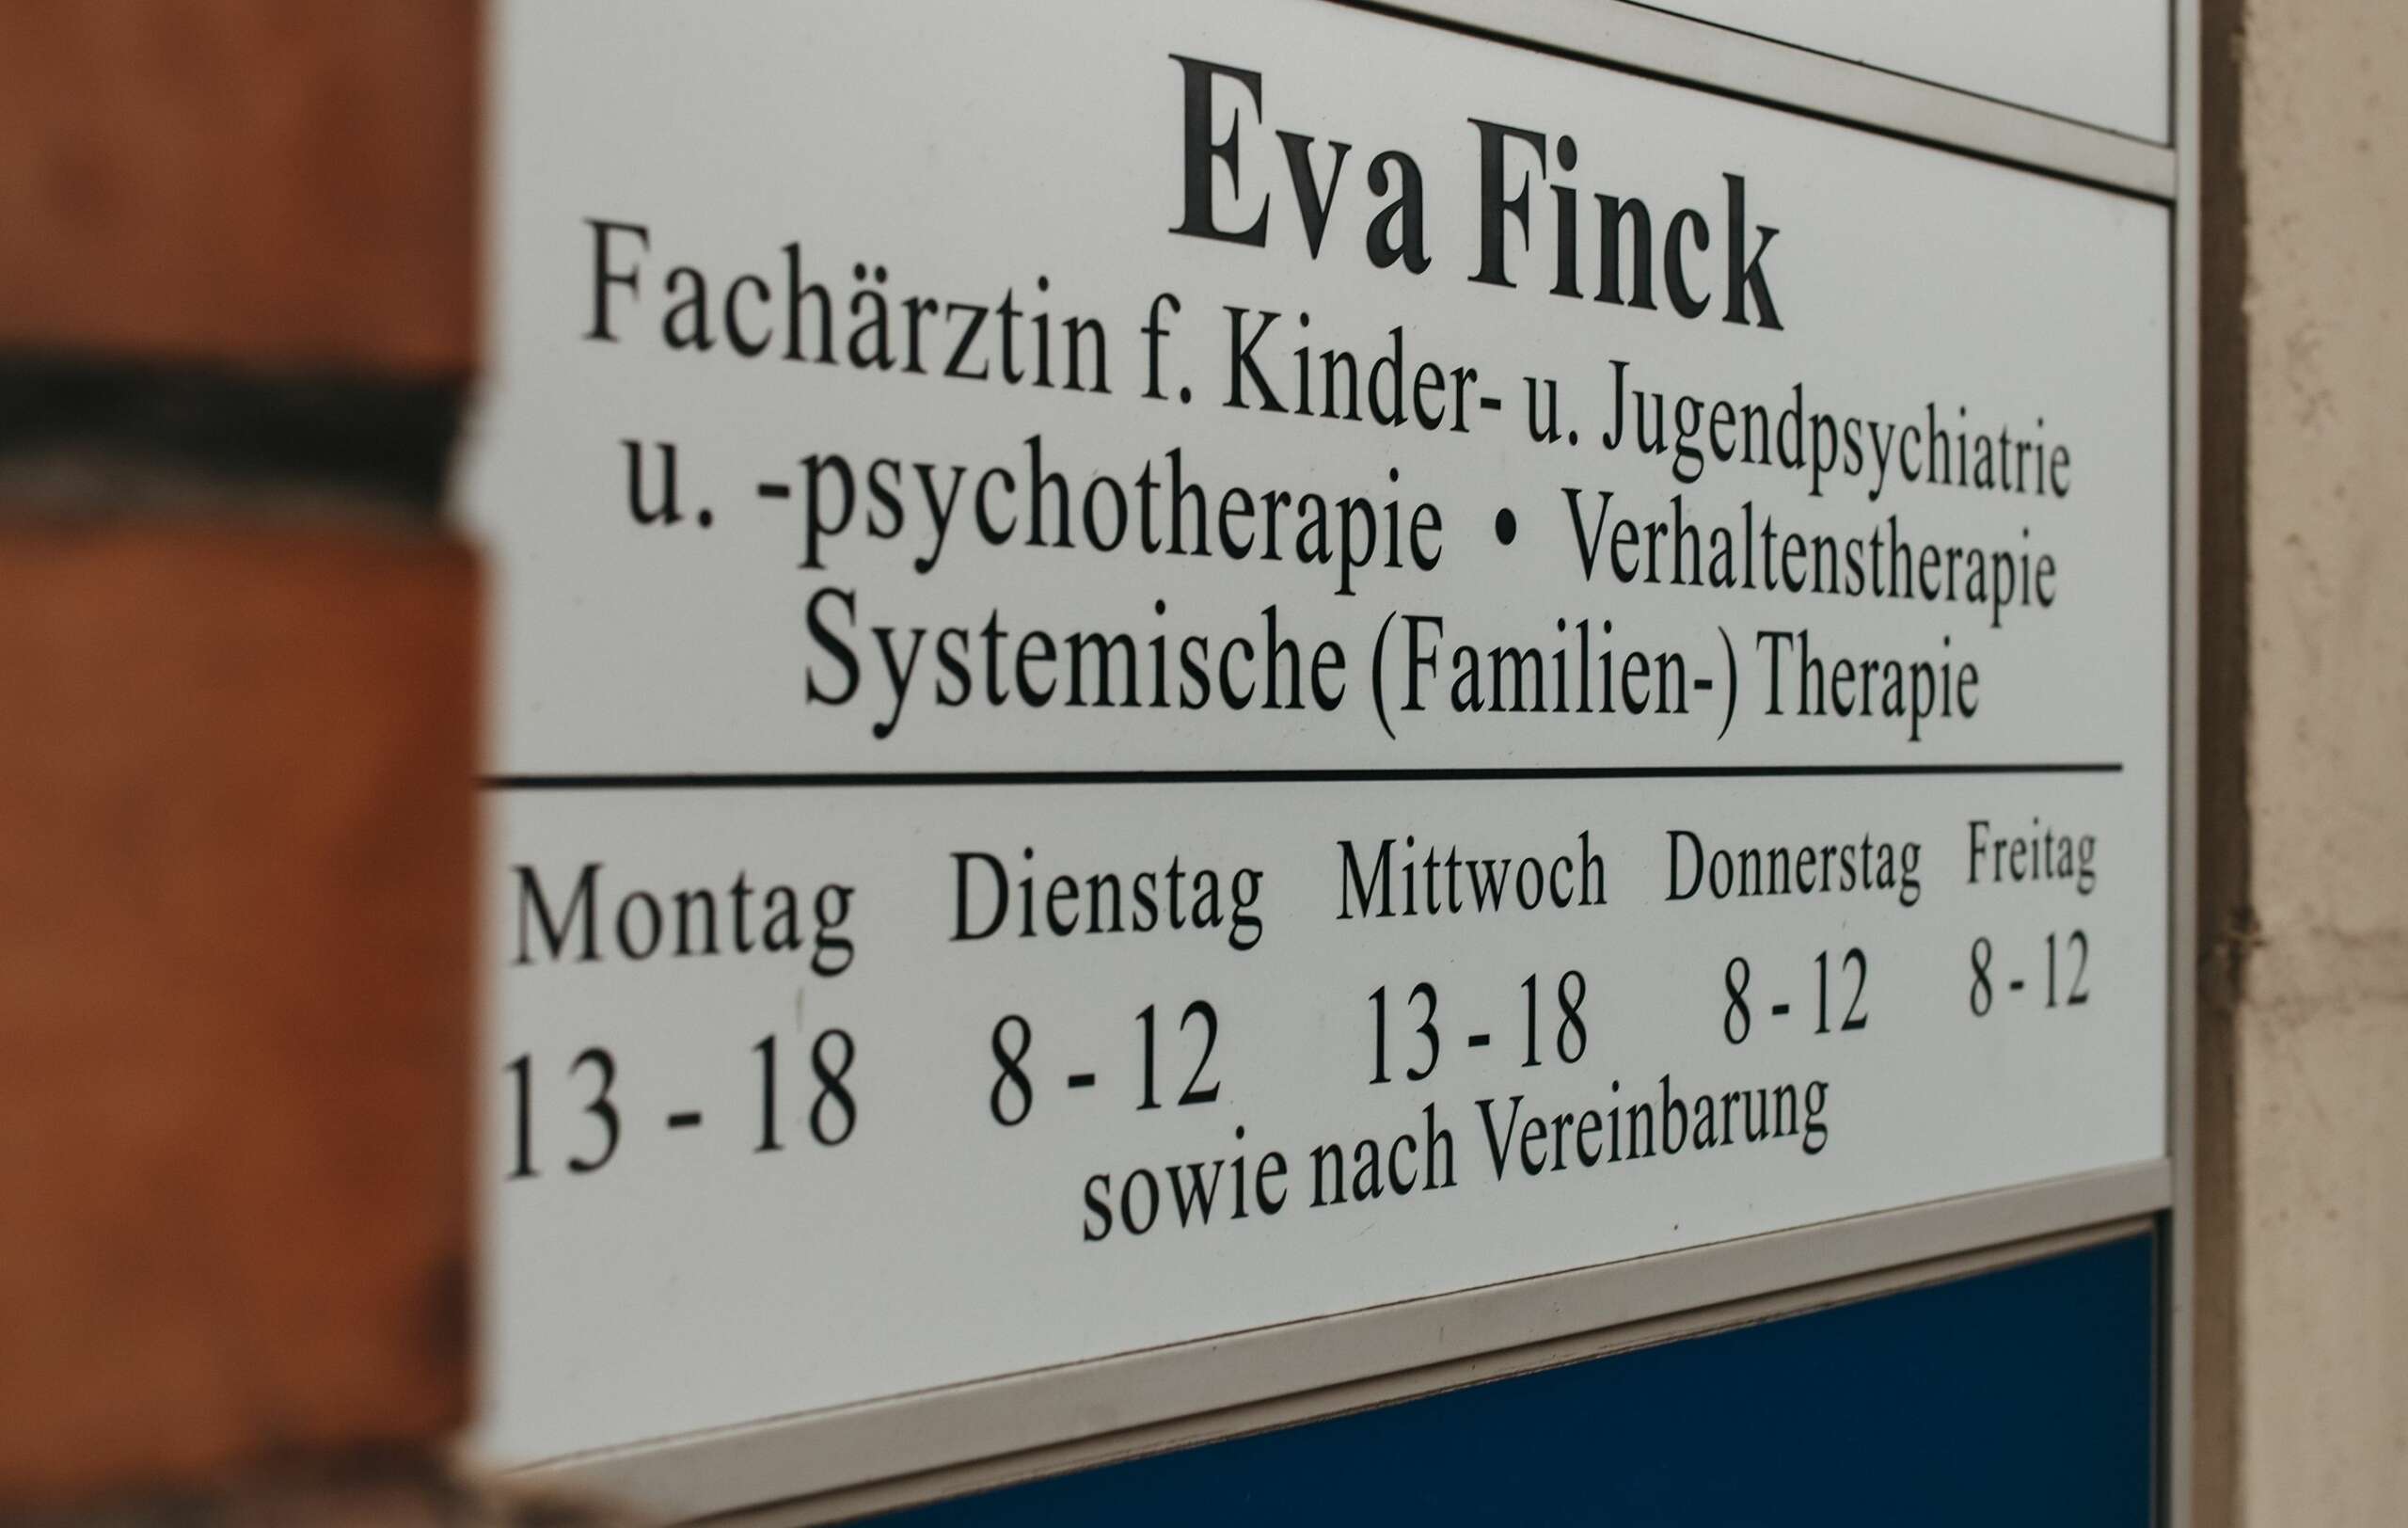 Eva Finck
Fachärztin f. Kinder- u. Jugendpsychiatrie
u. -psychotherapie • Verhaltenstherapie
Systemische (Familien-) Therapie
Montag Dienstag Mittwoch Donnerstag Freitag
13 - 18 8 - 12 13 - 18 8 - 12 8 - 12
sowie nach Vereinbarung